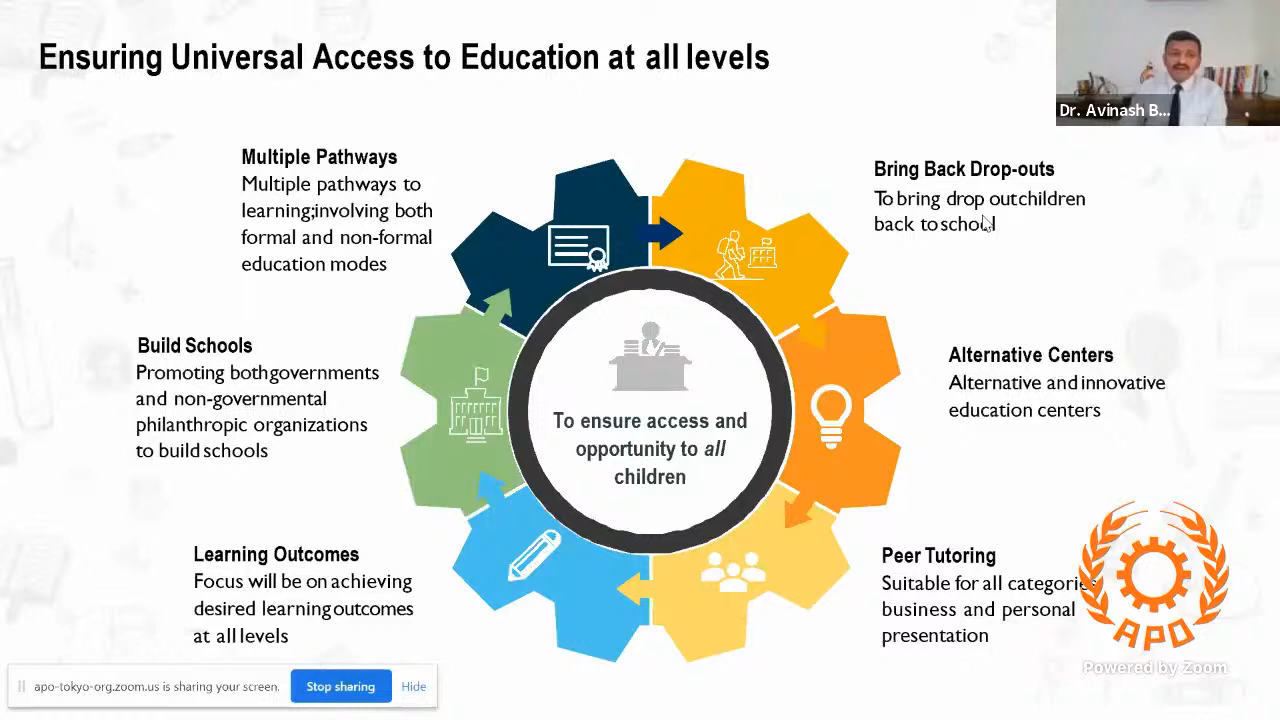 Ensuring Universal Access to Education at all levels
Dr. Avinash B...
Multiple Pathways
Multiple pathways to
learning;involving both
formal and non-formal
education modes
Bring Back Drop-outs
To bring drop outchildren
back to school
Build Schools
Promoting bothgovernments
and non-governmental
philanthropic organizations
to build schools
Alternative Centers
Alternative and innovative
education centers
To ensure access and
opportunity to all
children
Learning Outcomes
Focus will be on achieving
desired learning outcomes
at all levels
Peer Tutoring
Suitable for all categories
business and personal
presentation
APO
Powered by Zoom
apo-tokyo-org.zoom.us is sharing your screen.
Stop sharing
Hide